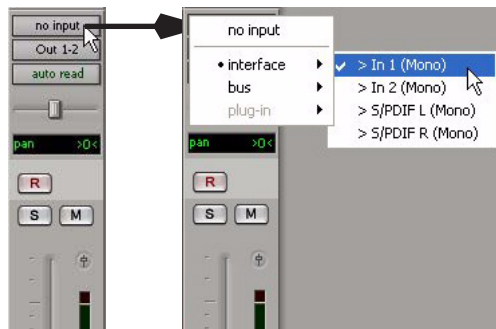 no input
Out 1-2
auto read
pan >0<
R
S M
no input
• interface
bus
plug-in
✓ > In 1 (Mono)
> In 2 (Mono)
> S/PDIF L (Mono)
> S/PDIF R (Mono)
pan >0<
R
S M